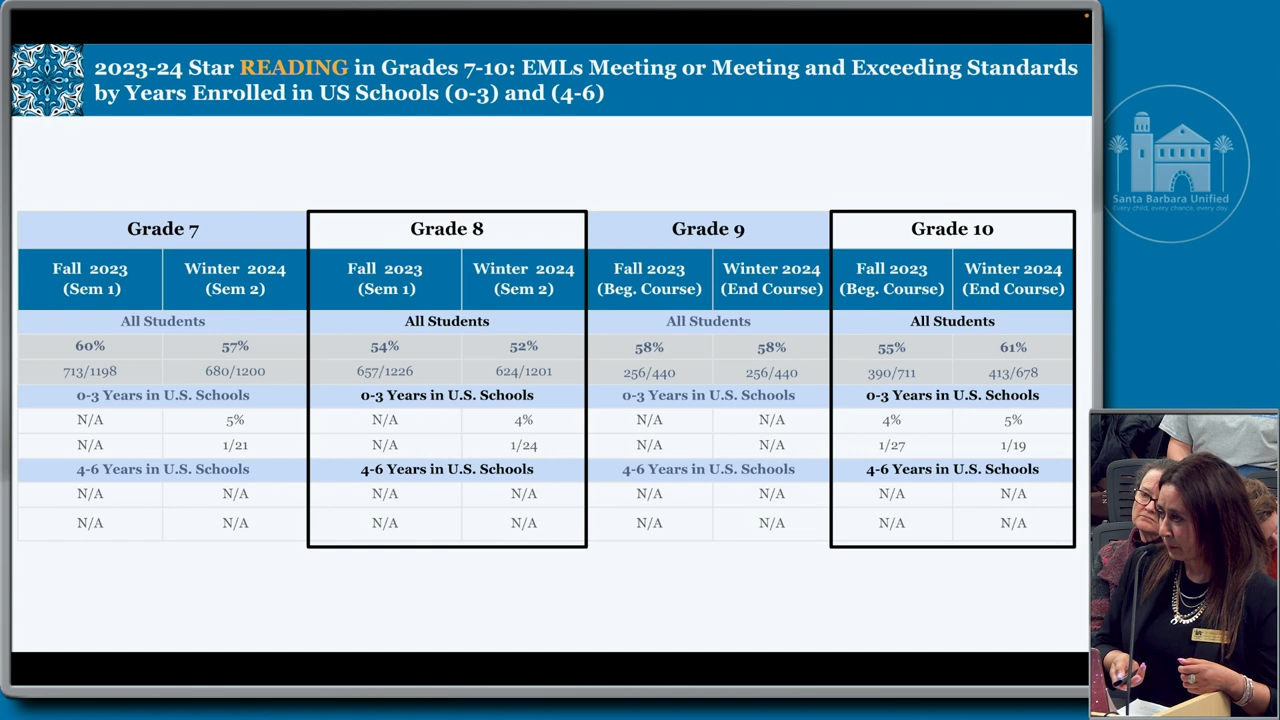 2023-24 Star READING in Grades 7-10: EMLs Meeting or Meeting and Exceeding Standards
by Years Enrolled in US Schools (0-3) and (4-6)
Santa Barbara Unified
Every child, every chance, every day.
Grade 7 Grade 8 Grade 9 Grade 10
Fall 2023 Winter 2024 Fall 2023 Winter 2024 Fall 2023 Winter 2024 Fall 2023 Winter 2024
(Sem 1) (Sem 2) (Sem 1) (Sem 2) (Beg. Course) (End Course) (Beg. Course) (End Course)
All Students All Students All Students All Students
60% 57% 54% 52% 58% 58% 55% 61%
713/1198 680/1200 657/1226 624/1201 256/440 256/440 390/711 413/678
0-3 Years in U.S. Schools 0-3 Years in U.S. Schools 0-3 Years in U.S. Schools 0-3 Years in U.S. Schools
N/A 5% N/A 4% N/A N/A 4% 5%
N/A 1/21 N/A 1/24 N/A N/A 1/27 1/19
4-6 Years in U.S. Schools 4-6 Years in U.S. Schools 4-6 Years in U.S. Schools 4-6 Years in U.S. Schools
N/A N/A N/A N/A N/A N/A N/A N/A
N/A N/A N/A N/A N/A N/A N/A N/A